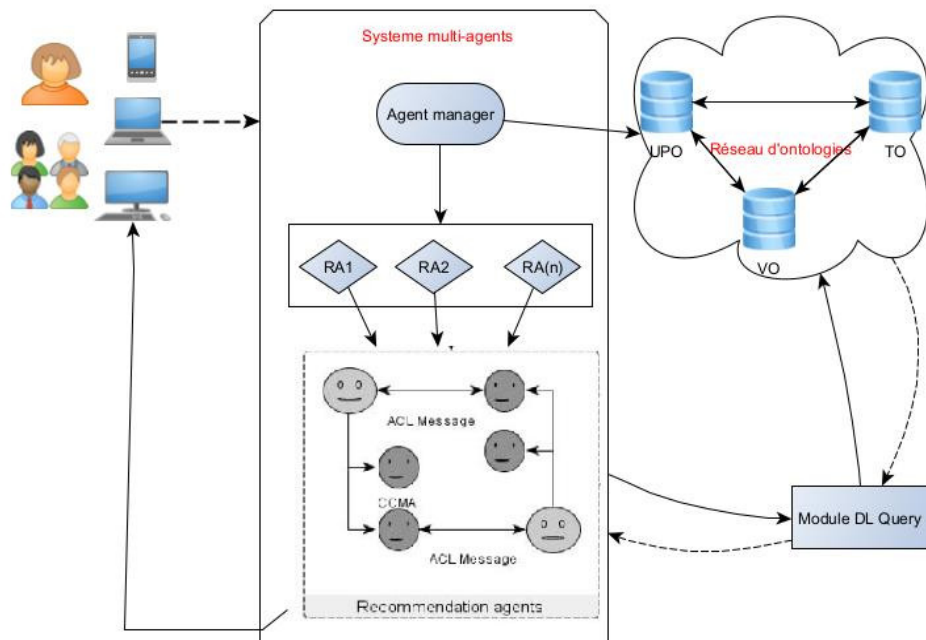 Systeme multi-agents
Agent manager
UPO
Réseau d'ontologies
TO
VO
RA1
RA2
RA(n)
ACL Message
CCMA
ACL Message
Recommendation agents
Module DL Query